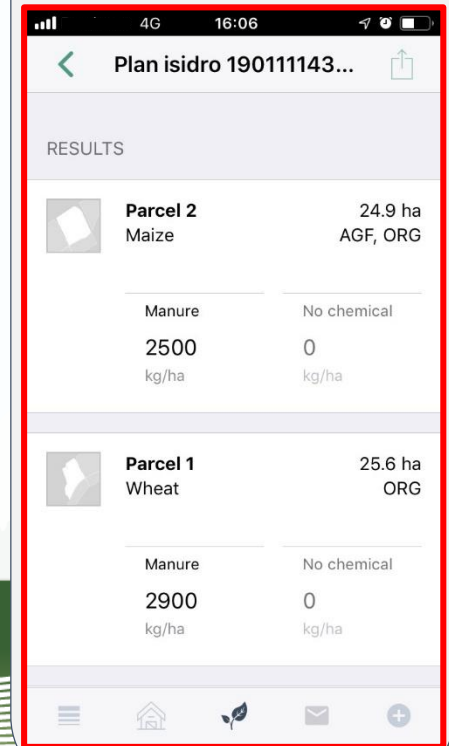 4G 16:06
Plan isidro 190111143...
RESULTS
Parcel 2 24.9 ha
Maize AGF, ORG
Manure No chemical
2500 0
kg/ha kg/ha
Parcel 1 25.6 ha
Wheat ORG
Manure No chemical
2900 0
kg/ha kg/ha